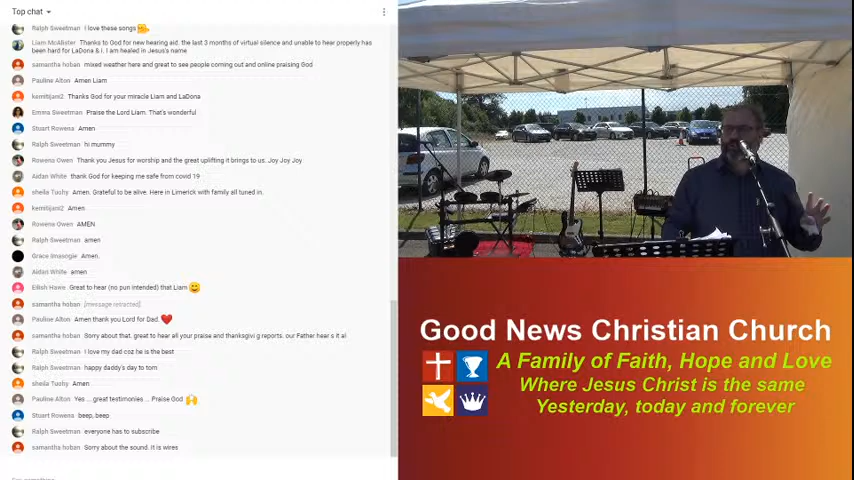 Top chat
Ralph Sweetman I love these songs
Liam McAlister Thanks to God for new hearing aid. the last 3 months of virtual silence and unable to hear properly has
been hard for LaDona & i. I am healed in Jesus's name
samantha hoban mixed weather here and great to see people coming out and online praising God
Pauline Alton Amen Liam
kemitijani2 Thanks God for your miracle Liam and LaDona
Emma Sweetman Praise the Lord Liam. That's wonderful
Stuart Rowena Amen
Ralph Sweetman hi mummy
Rowena Owen Thank you Jesus for worship and the great uplifting it brings to us. Joy Joy Joy
Aidan White thank God for keeping me safe from covid 19
sheila Tuohy Amen. Grateful to be alive. Here in Limerick with family all tuned in.
kemitijani2 Amen
Rowena Owen AMEN
Ralph Sweetman amen
Grace Imasogie Amen.
Aidan White amen
Eilish Hawe Great to hear (no pun intended) that Liam
samantha hoban [message retracted]
Pauline Alton Amen thank you Lord for Dad.
samantha hoban Sorry about that. great to hear all your praise and thanksgivi g reports. our Father hear s it al
Ralph Sweetman I love my dad coz he is the best
Ralph Sweetman happy daddy's day to tom
sheila Tuohy Amen
Pauline Alton Yes ... great testimonies ... Praise God
Stuart Rowena beep, beep
Ralph Sweetman everyone has to subscribe
samantha hoban Sorry about the sound. It is wires
Good News Christian Church
A Family of Faith, Hope and Love
Where Jesus Christ is the same
Yesterday, today and forever